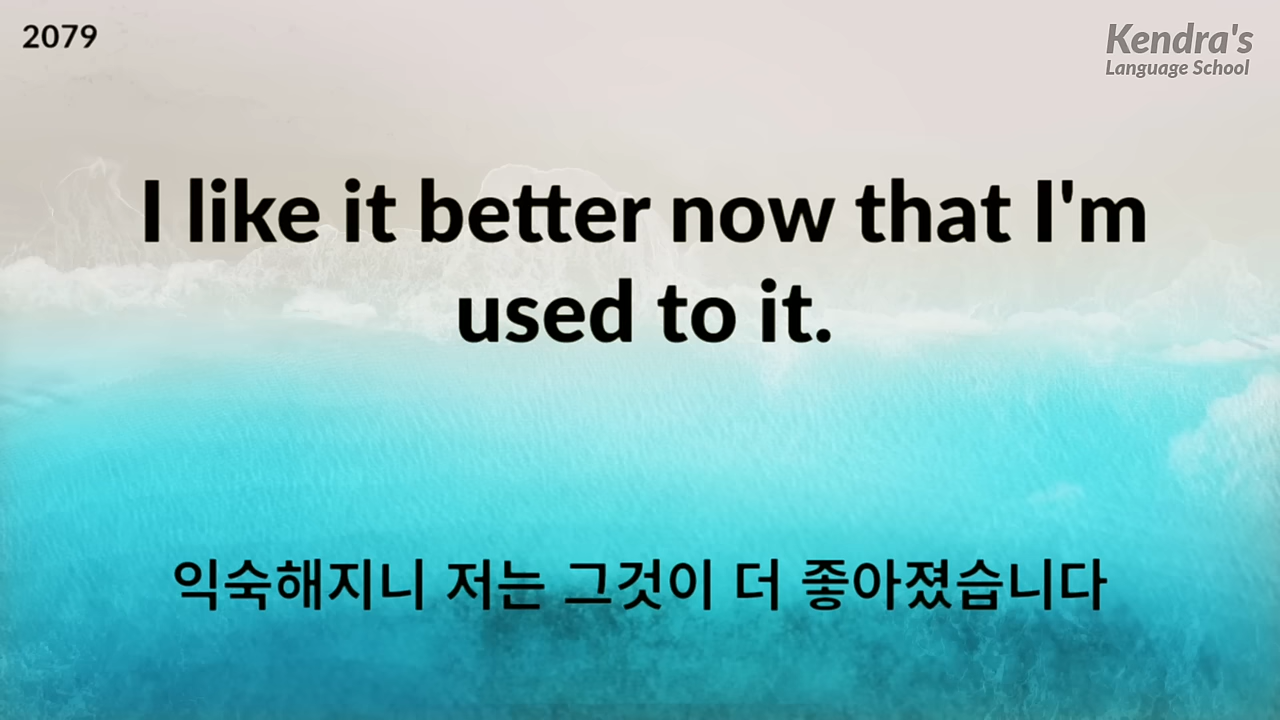 2079
Kendra's
Language School
I like it better now that I'm
used to it.
익숙해지니 저는 그것이 더 좋아졌습니다